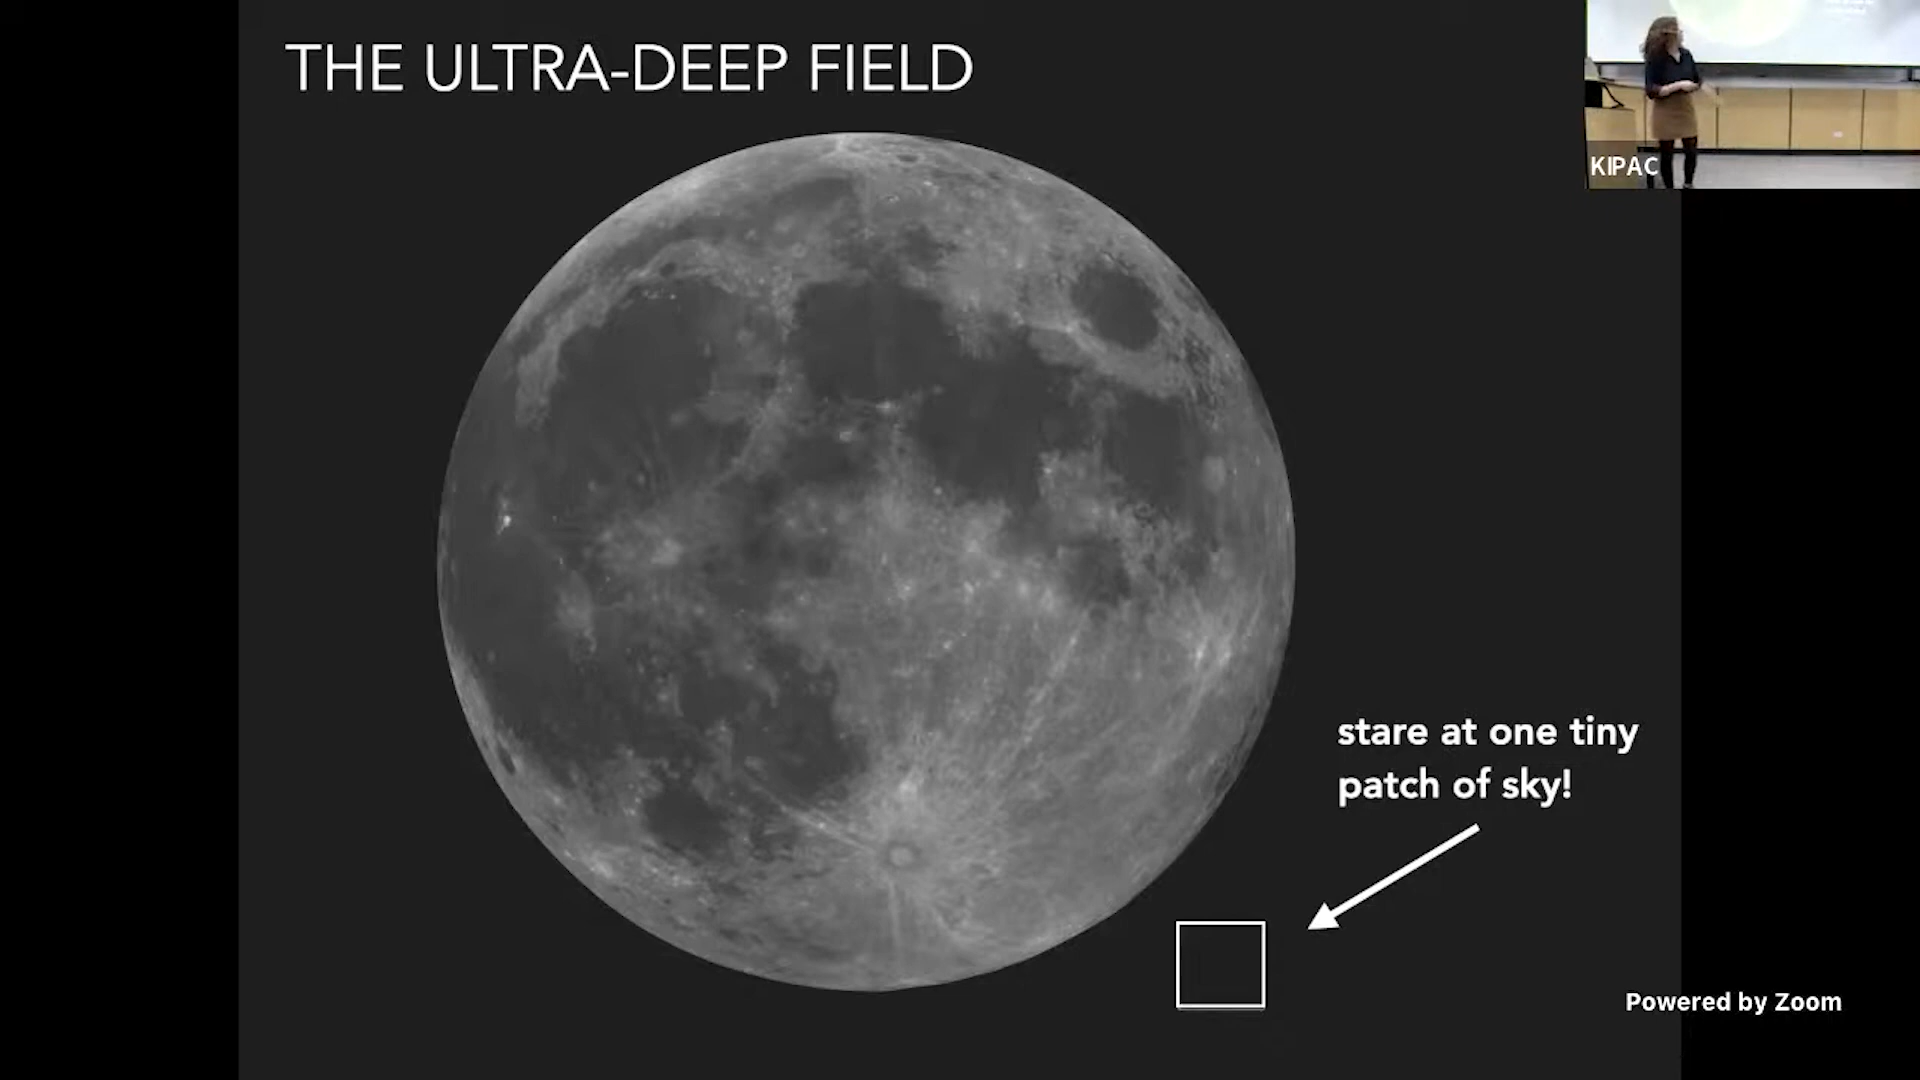 THE ULTRA-DEEP FIELD
KIPAC
stare at one tiny
patch of sky!
Powered by Zoom